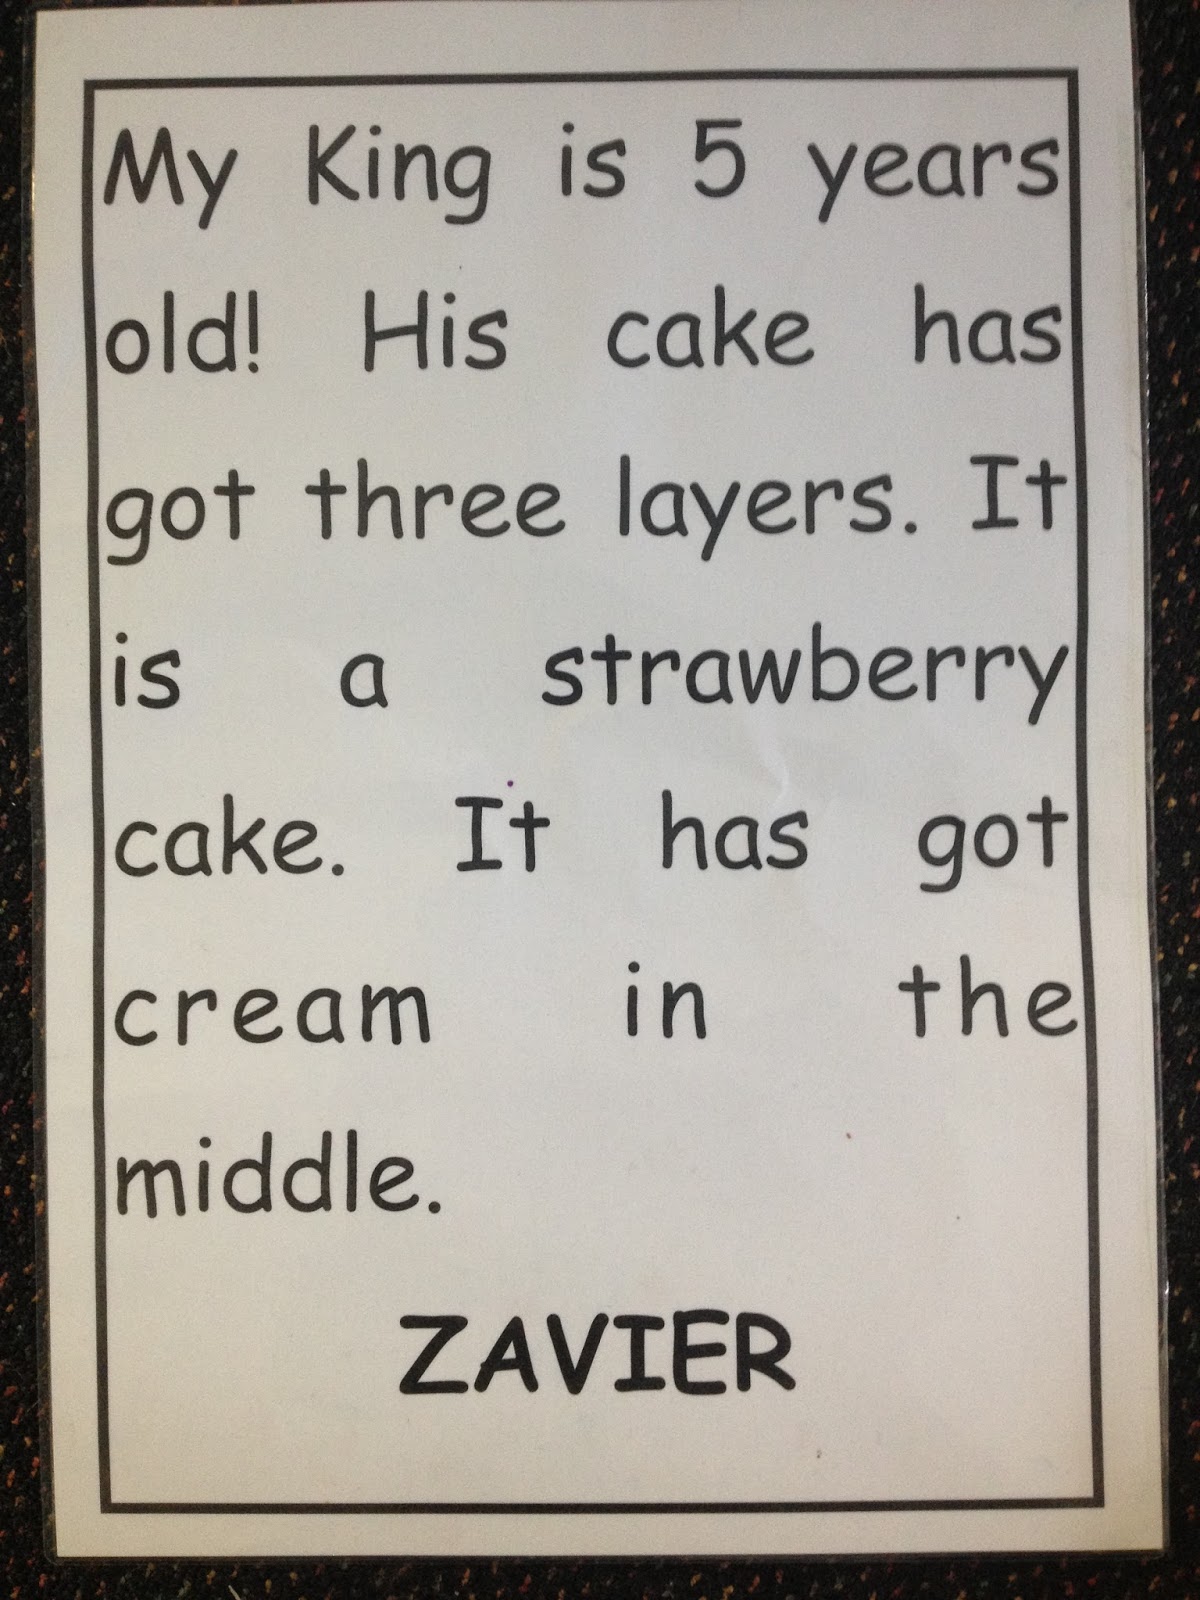 My King is 5 years
old! His cake has
got three layers. It
is a strawberry
cake. It has got
cream in the
middle.
ZAVIER